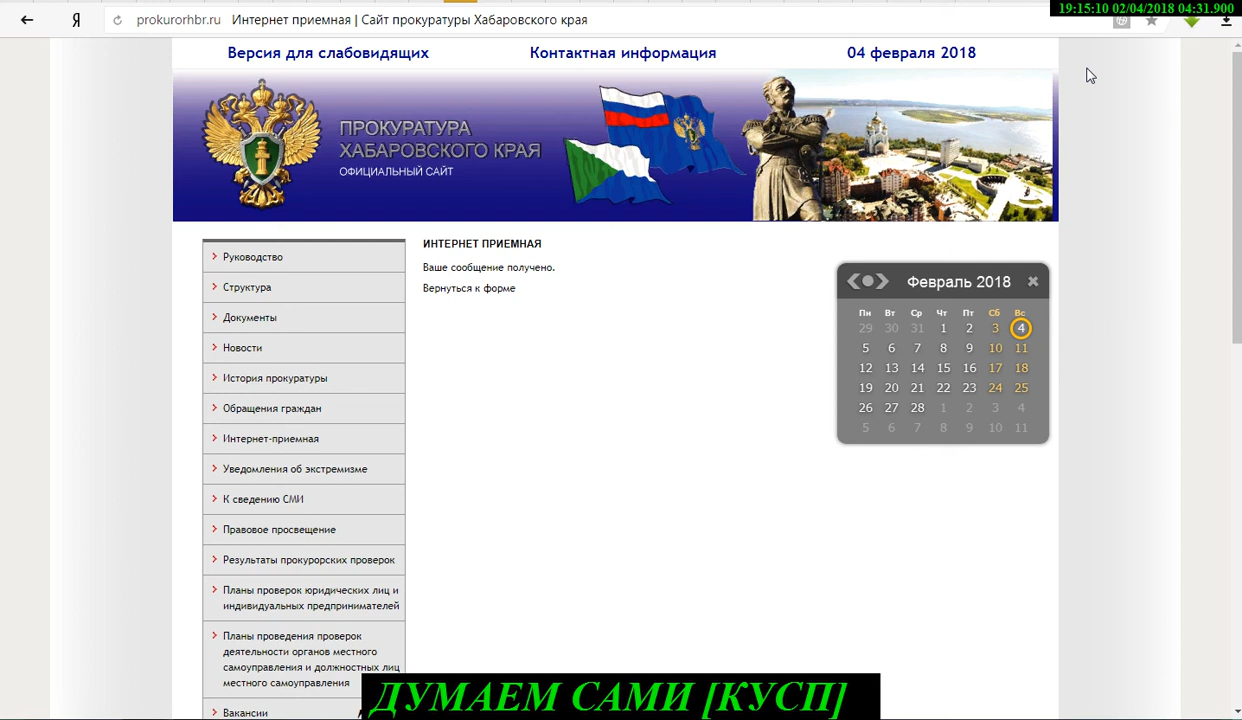 19:15:10 02/04/2018 04:31.900
prokurorhbr.ru Интернет приемная | Сайт прокуратуры Хабаровского края
Версия для слабовидящих Контактная информация 04 февраля 2018
ПРОКУРАТУРА
ХАБАРОВСКОГО КРАЯ
ОФИЦИАЛЬНЫЙ САЙТ
Руководство
Структура
Документы
Новости
История прокуратуры
Обращения граждан
Интернет-приемная
Уведомления об экстремизме
К сведению СМИ
Правовое просвещение
Результаты прокурорских проверок
Планы проверок юридических лиц и
индивидуальных предпринимателей
Планы проведения проверок
деятельности органов местного
самоуправления и должностных лиц
местного самоуправления
Вакансии
ИНТЕРНЕТ ПРИЕМНАЯ
Ваше сообщение получено.
Вернуться к форме
Февраль 2018
Пн Вт Ср Чт Пт Сб Вс
29 30 31 1 2 3 4
5 6 7 8 9 10 11
12 13 14 15 16 17 18
19 20 21 22 23 24 25
26 27 28 1 2 3 4
5 6 7 8 9 10 11
ДУМАЕМ САМИ [КУСП]